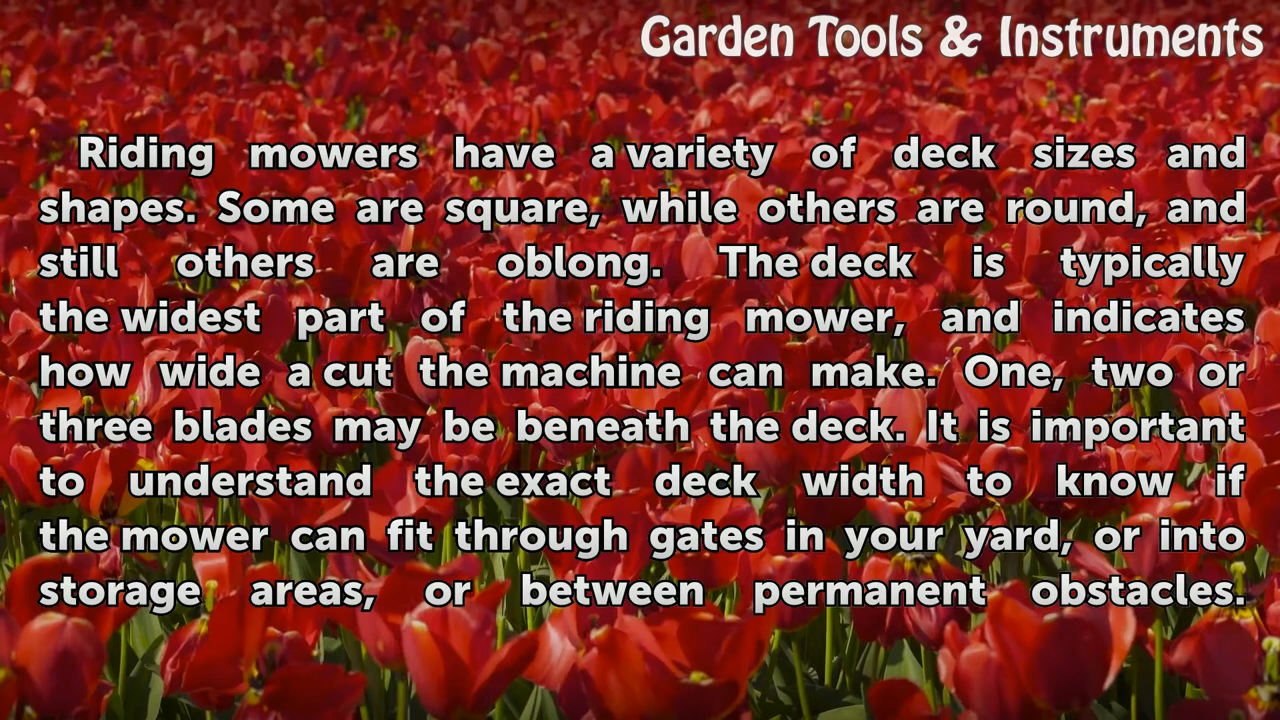 Garden Tools & Instruments
Riding mowers have a variety of deck sizes and
shapes. Some are square, while others are round, and
still others are oblong. The deck is typically
the widest part of the riding mower, and indicates
how wide a cut the machine can make. One, two or
three blades may be beneath the deck. It is important
to understand the exact deck width to know if
the mower can fit through gates in your yard, or into
storage areas, or between permanent obstacles.